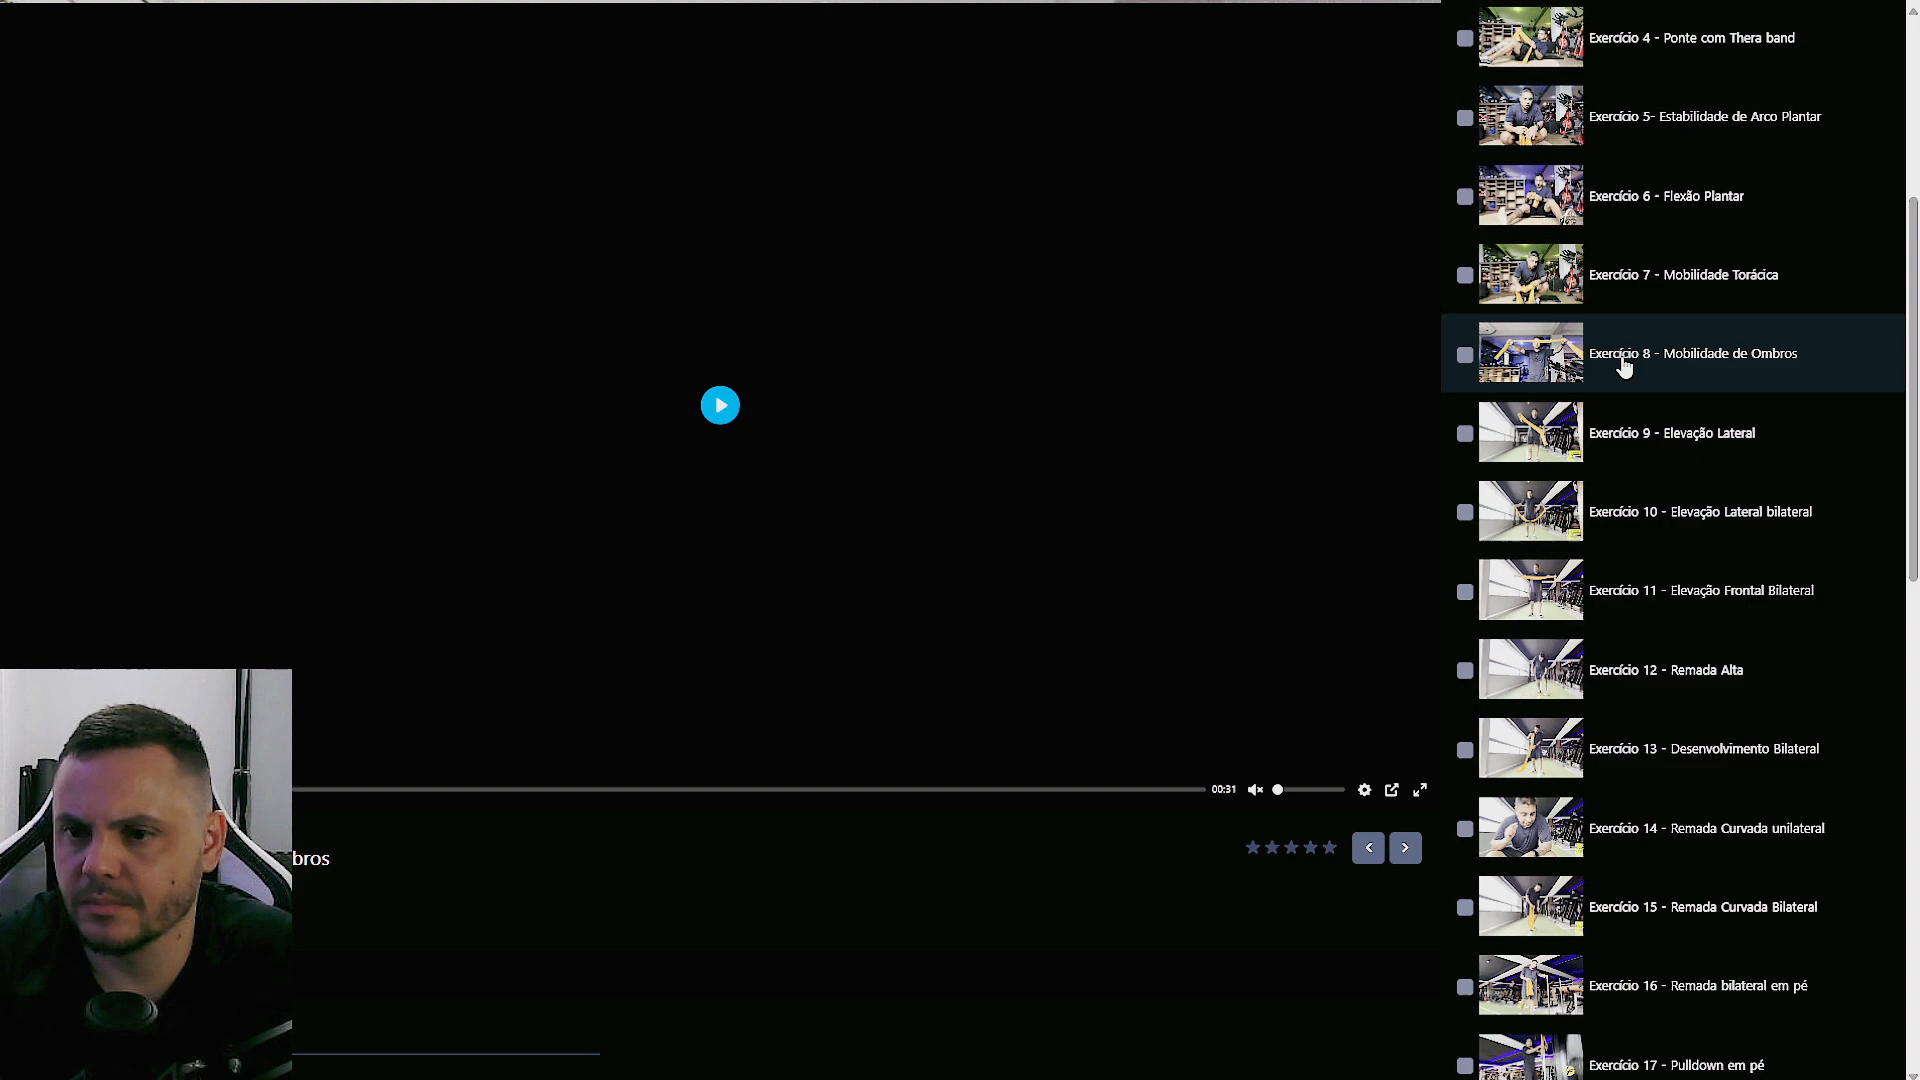 Exercício 4 - Ponte com Thera band
Exercício 5- Estabilidade de Arco Plantar
Exercício 6 - Flexão Plantar
Exercício 7 - Mobilidade Torácica
Exercício 8 - Mobilidade de Ombros
Exercício 9 - Elevação Lateral
Exercício 10 - Elevação Lateral bilateral
Exercício 11 - Elevação Frontal Bilateral
Exercício 12 - Remada Alta
Exercício 13 - Desenvolvimento Bilateral
Exercício 14 - Remada Curvada unilateral
Exercício 15 - Remada Curvada Bilateral
Exercício 16 - Remada bilateral em pé
Exercício 17 - Pulldown em pé
00:31
bros